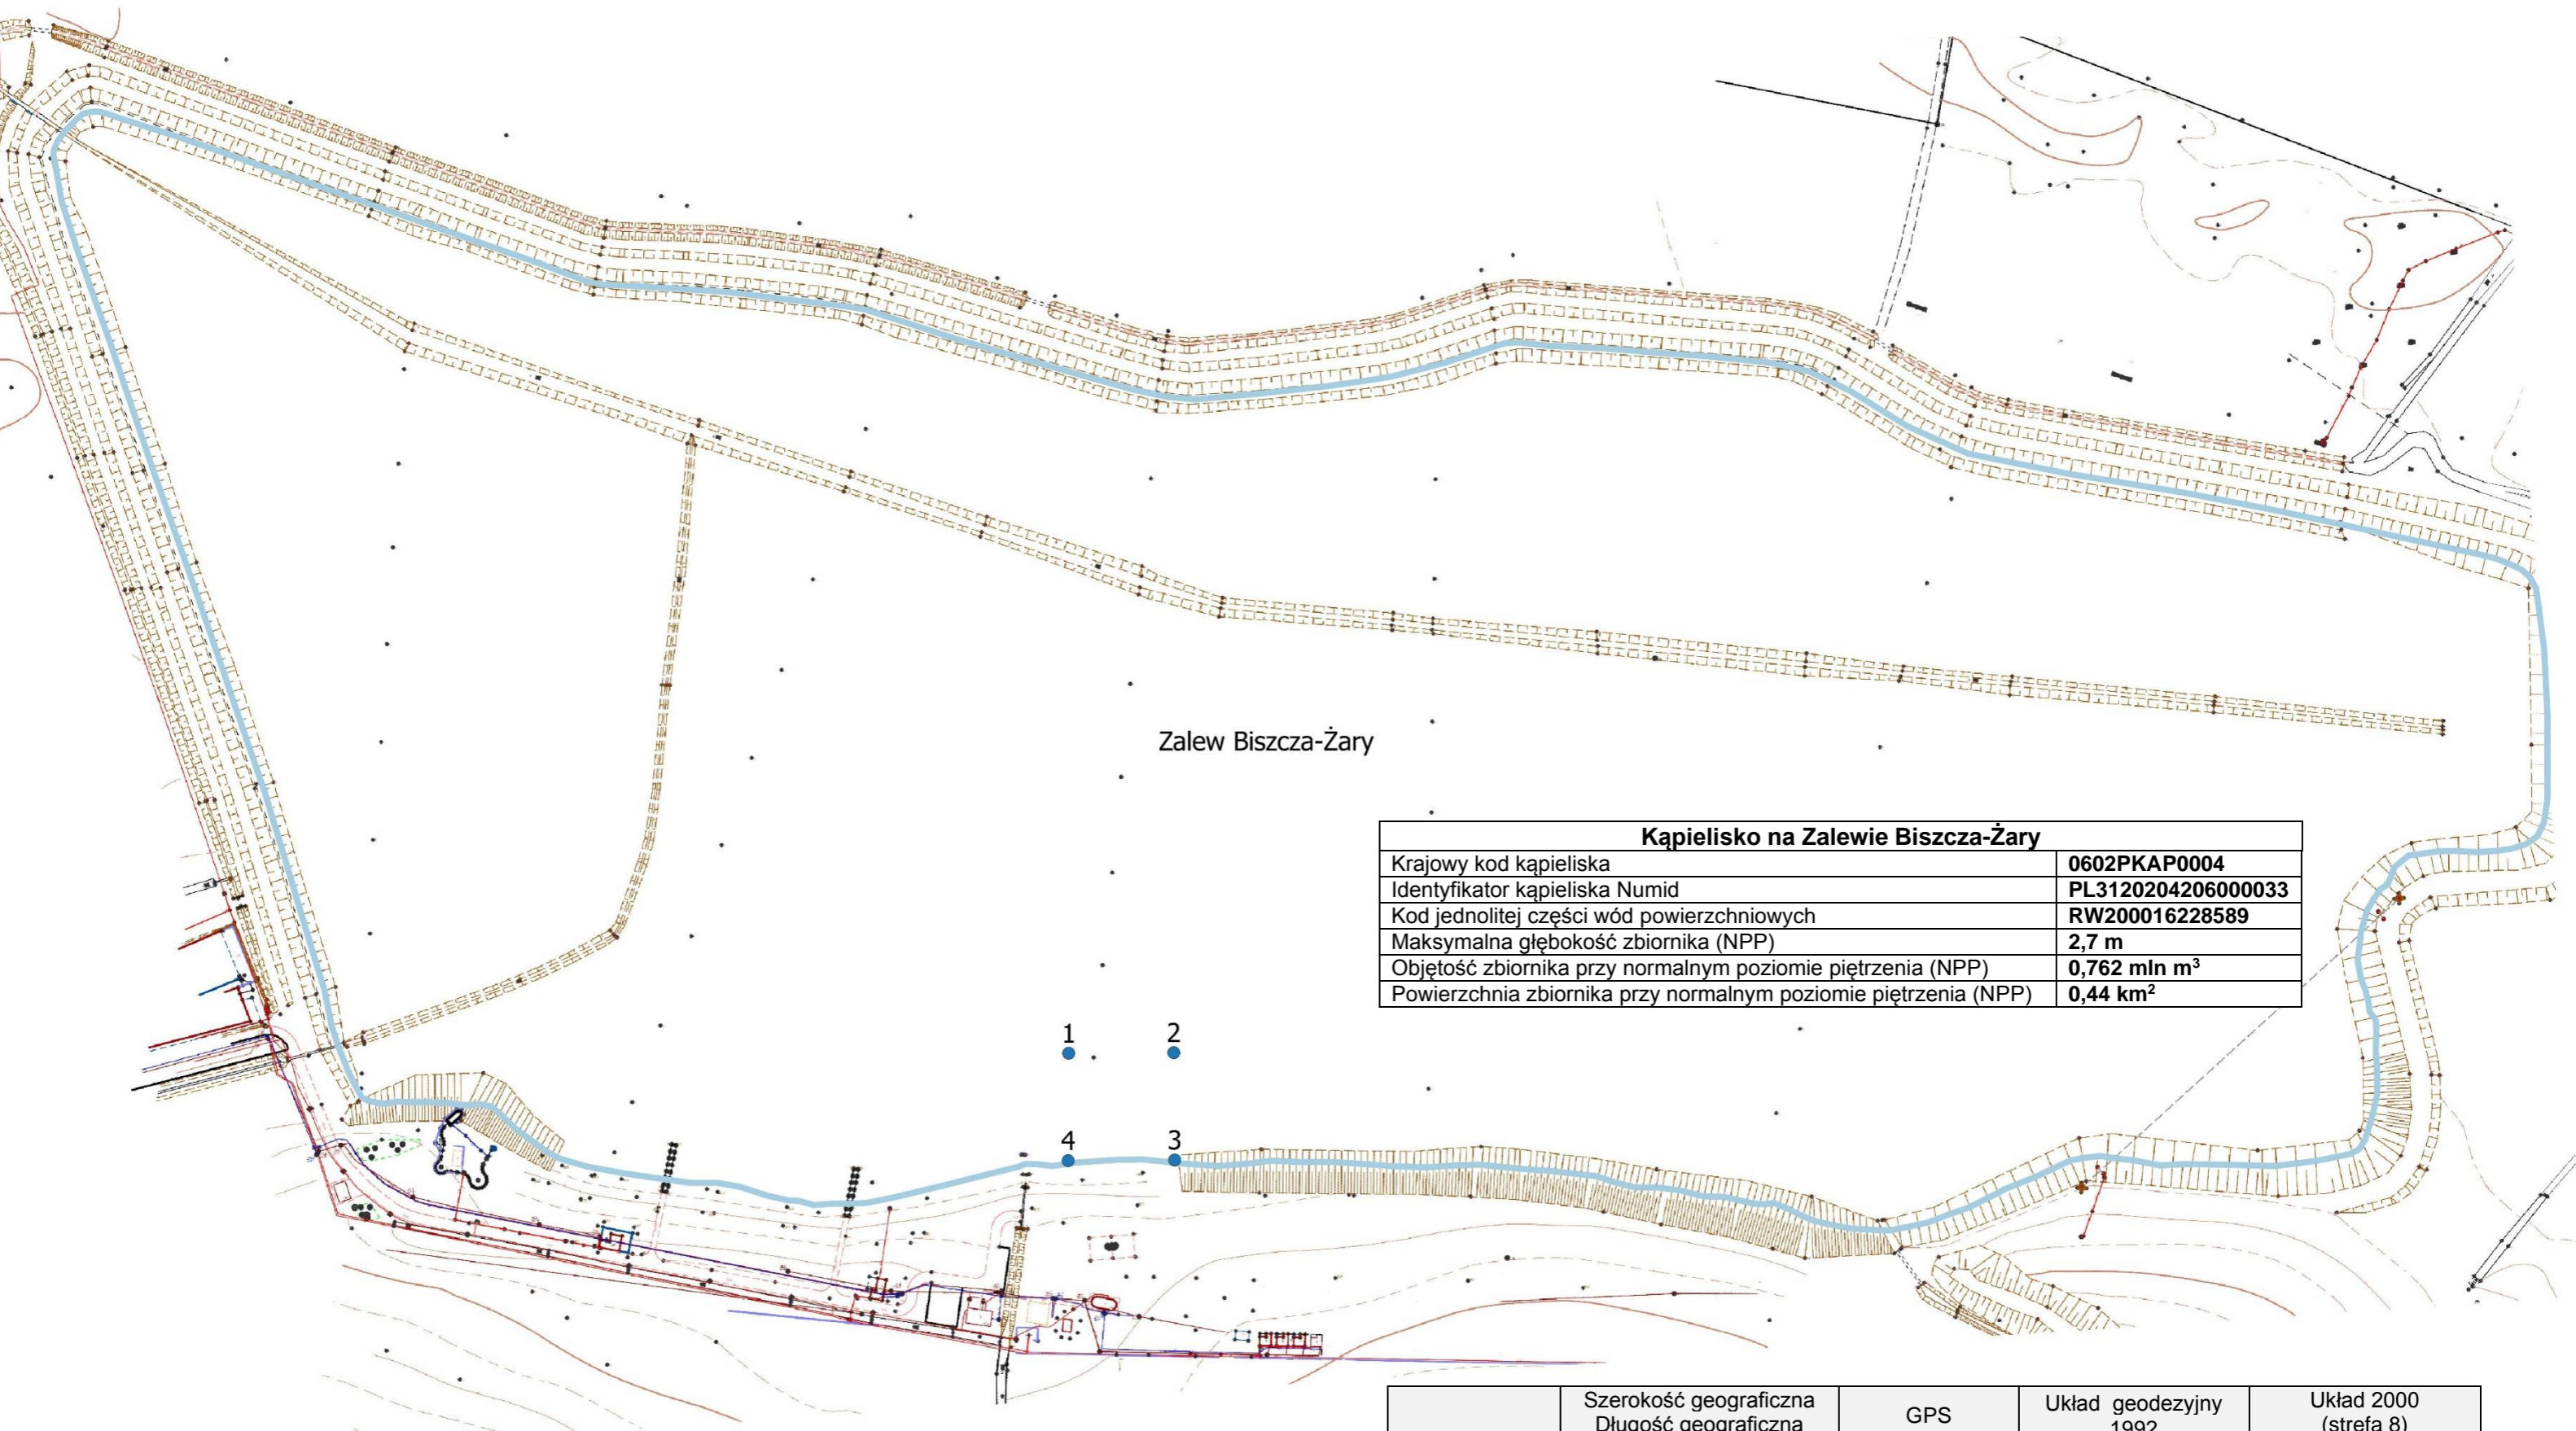 Zalew Biszcza-Żary
Kąpielisko na Zalewie Biszcza-Żary
Krajowy kod kąpieliska 0602PKAP0004
Identyfikator kąpieliska Numid PL3120204206000033
Kod jednolitej części wód powierzchniowych RW200016228589
Maksymalna głębokość zbiornika (NPP) 2,7 m
Objętość zbiornika przy normalnym poziomie piętrzenia (NPP) 0,762 mln m³
Powierzchnia zbiornika przy normalnym poziomie piętrzenia (NPP) 0,44 km²
1 2
4 3
Szerokość geograficzna GPS Układ geodezyjny Układ 2000
Długość geograficzna 1992 (strefa 8)